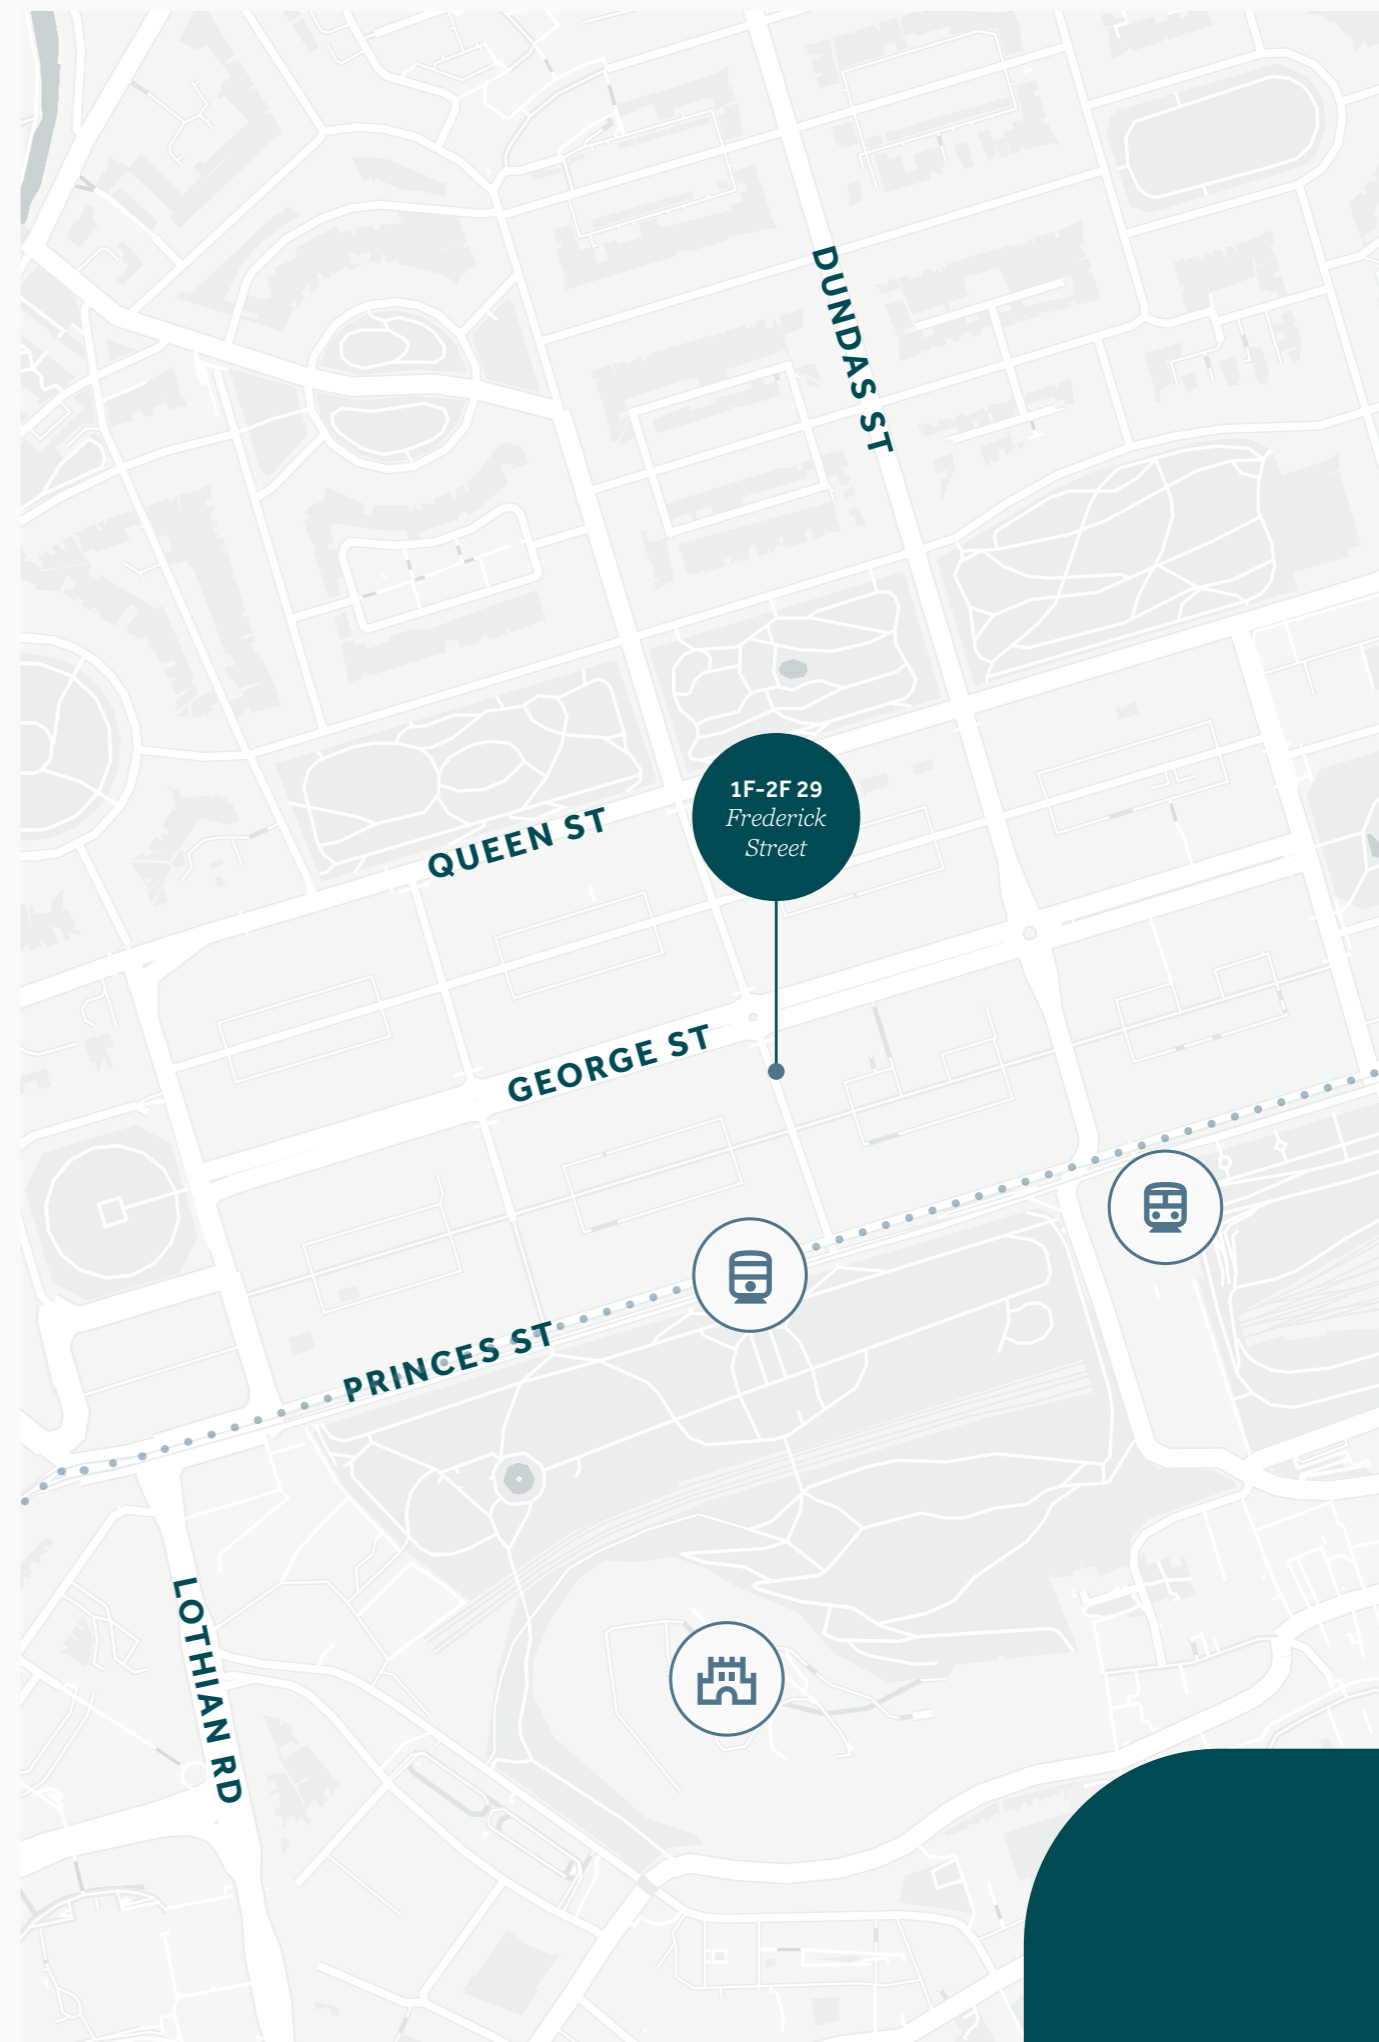 DUNDAS ST
1F-2F 29
Frederick
Street
QUEEN ST
GEORGE ST
PRINCES ST
LOTHIAN RD